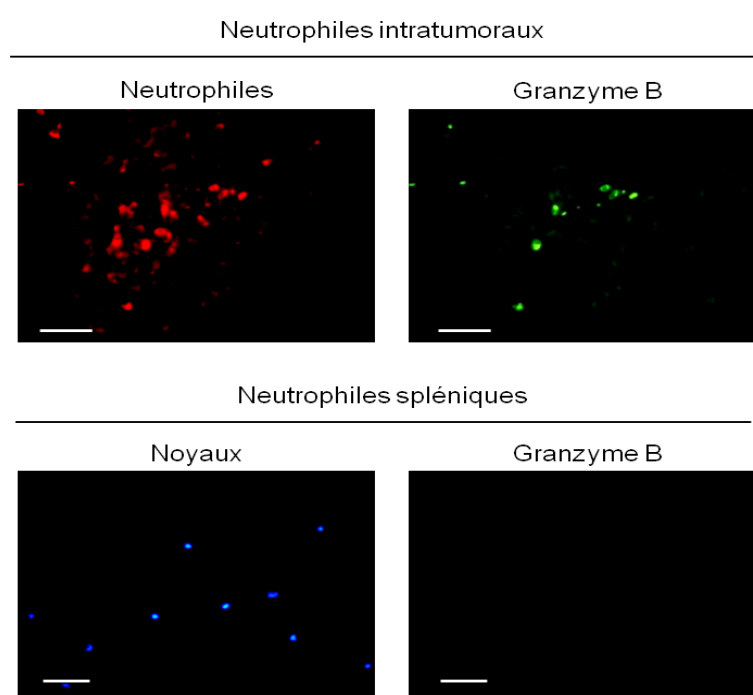 Neutrophiles intratumoraux
Neutrophiles Granzyme B
Neutrophiles spléniques
Noyaux Granzyme B